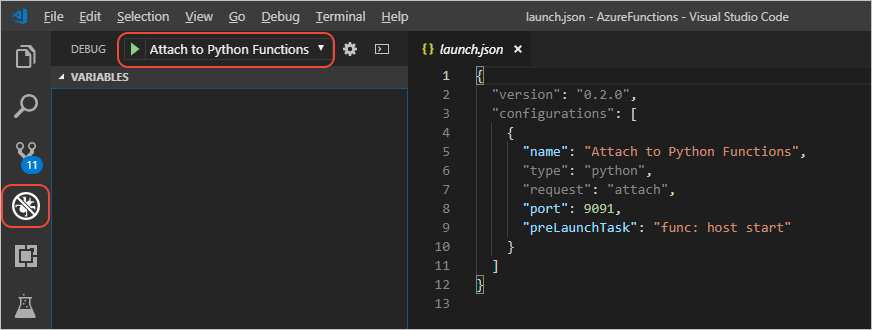 File Edit Selection View Go Debug Terminal Help launch.json - AzureFunctions - Visual Studio Code
DEBUG Attach to Python Functions
VARIABLES
11
{ } launch.json ×
1 {
2 "version": "0.2.0",
3 "configurations": [
4 {
5 "name": "Attach to Python Functions",
6 "type": "python",
7 "request": "attach",
8 "port": 9091,
9 "preLaunchTask": "func: host start"
10 }
11 ]
12 }
13